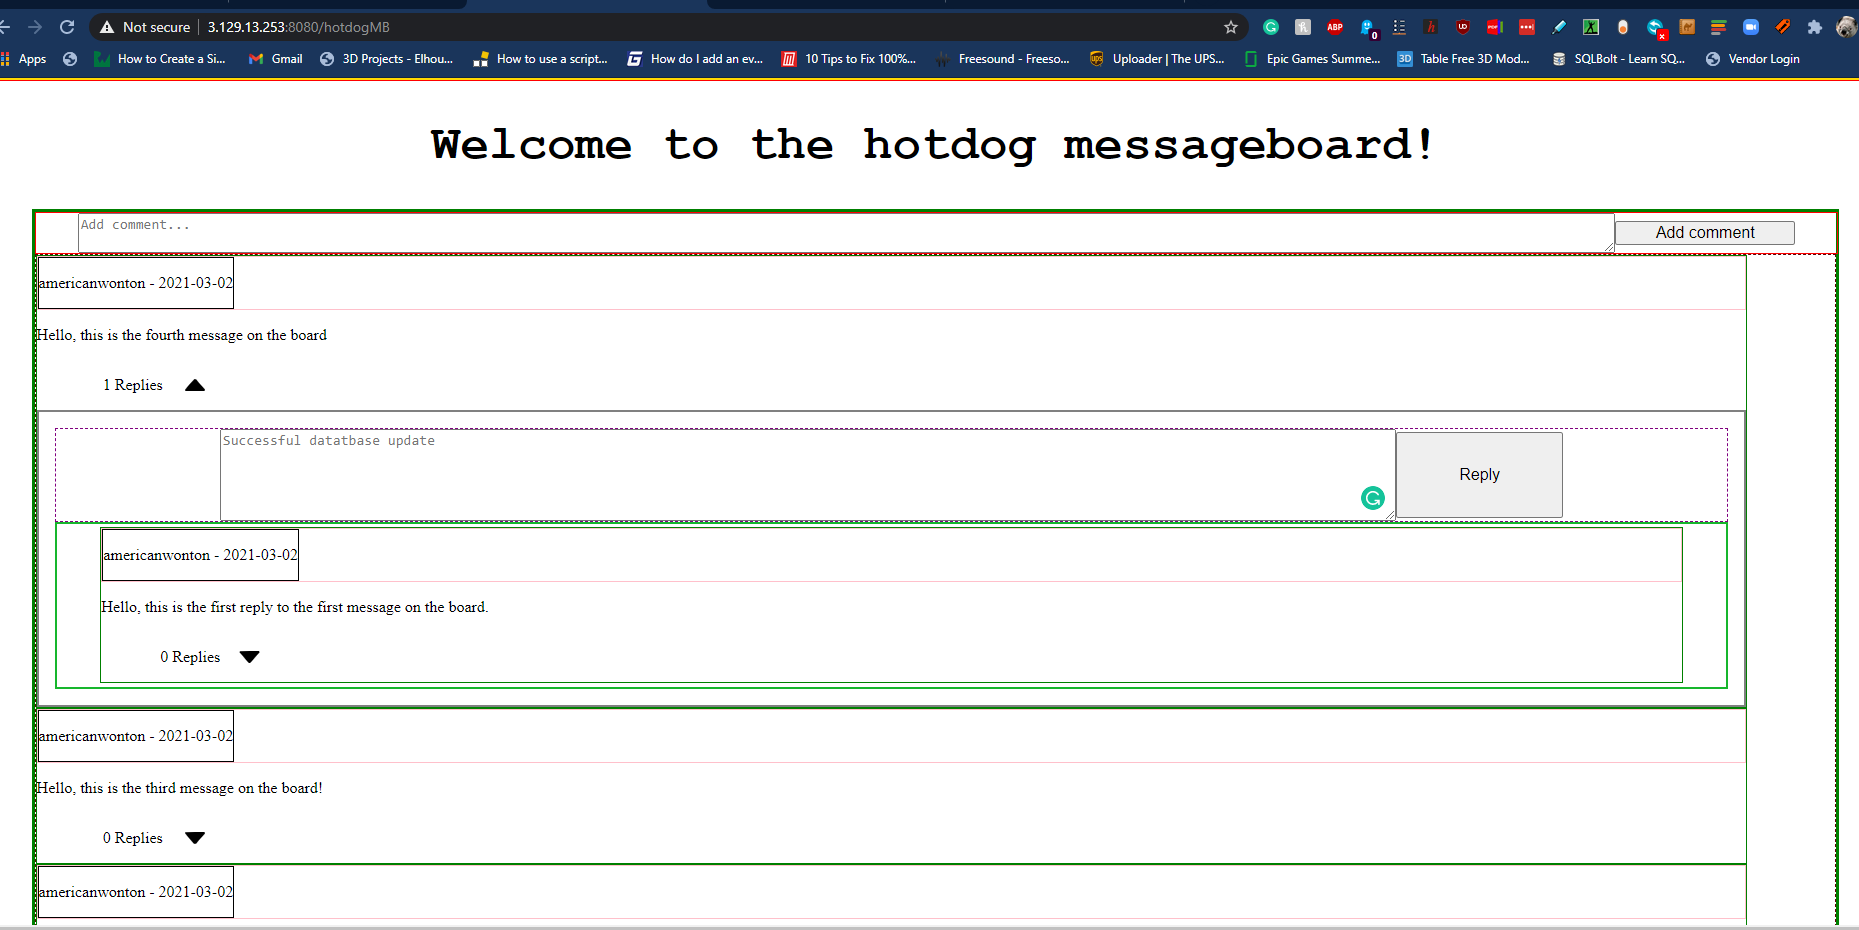 Not secure 3.129.13.253:8080/hotdogMB
ABP
0
Apps How to Create a Si... Gmail 3D Projects - Elhou... How to use a script... How do I add an ev... 10 Tips to Fix 100%... Freesound - Freeso... Uploader | The UPS... Epic Games Summe... 3D Table Free 3D Mod... SQLBolt - Learn SQ... Vendor Login
Welcome to the hotdog messageboard!
Add comment... Add comment
americanwonton - 2021-03-02
Hello, this is the fourth message on the board
1 Replies
Successful datatbase update
Reply
americanwonton - 2021-03-02
Hello, this is the first reply to the first message on the board.
0 Replies
americanwonton - 2021-03-02
Hello, this is the third message on the board!
0 Replies
americanwonton - 2021-03-02